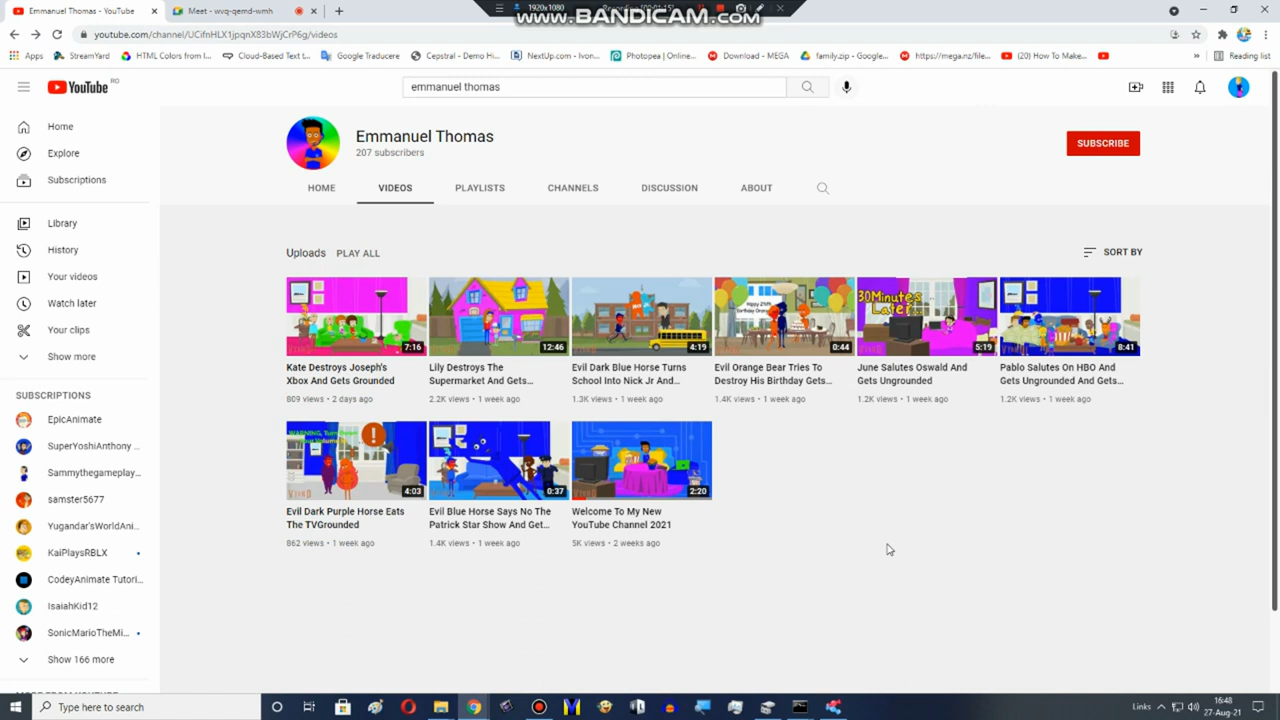 Emmanuel Thomas - YouTube
Meet - wvq-qemd-wmh
1920x1080
www.BANDICAM.com
youtube.com/channel/UCifnHLX1jpqnX83bWjCrP6g/videos
Apps
StreamYard
HTML Colors from I...
Cloud-Based Text t...
Google Traducere
Cepstral - Demo Hi...
NextUp.com - Ivon...
Photopea | Online...
Download - MEGA
family.zip - Google...
https://mega.nz/file...
(20) How To Make...
»
Reading list
YouTube RO
emmanuel thomas
Home
Explore
Subscriptions
Library
History
Your videos
Watch later
Your clips
Show more
SUBSCRIPTIONS
EpicAnimate
SuperYoshiAnthony ...
Sammythegameplay...
samster5677
Yugandar'sWorldAni...
KaiPlaysRBLX
CodeyAnimate Tutori...
IsaiahKid12
SonicMarioTheMi...
Show 166 more
Emmanuel Thomas
207 subscribers
SUBSCRIBE
HOME
VIDEOS
PLAYLISTS
CHANNELS
DISCUSSION
ABOUT
Uploads
PLAY ALL
SORT BY
7:16
Kate Destroys Joseph's
Xbox And Gets Grounded
809 views • 2 days ago
12:46
Lily Destroys The
Supermarket And Gets...
2.2K views • 1 week ago
4:19
Evil Dark Blue Horse Turns
School Into Nick Jr And...
1.3K views • 1 week ago
0:44
Evil Orange Bear Tries To
Destroy His Birthday Gets...
1.4K views • 1 week ago
30 Minutes
Later
5:19
June Salutes Oswald And
Gets Ungrounded
1.2K views • 1 week ago
8:41
Pablo Salutes On HBO And
Gets Ungrounded And Gets...
1.2K views • 1 week ago
4:03
Evil Dark Purple Horse Eats
The TVGrounded
862 views • 1 week ago
0:37
Evil Blue Horse Says No The
Patrick Star Show And Get...
1.4K views • 1 week ago
2:20
Welcome To My New
YouTube Channel 2021
5K views • 2 weeks ago
Type here to search
Links
16:48
27-Aug-21